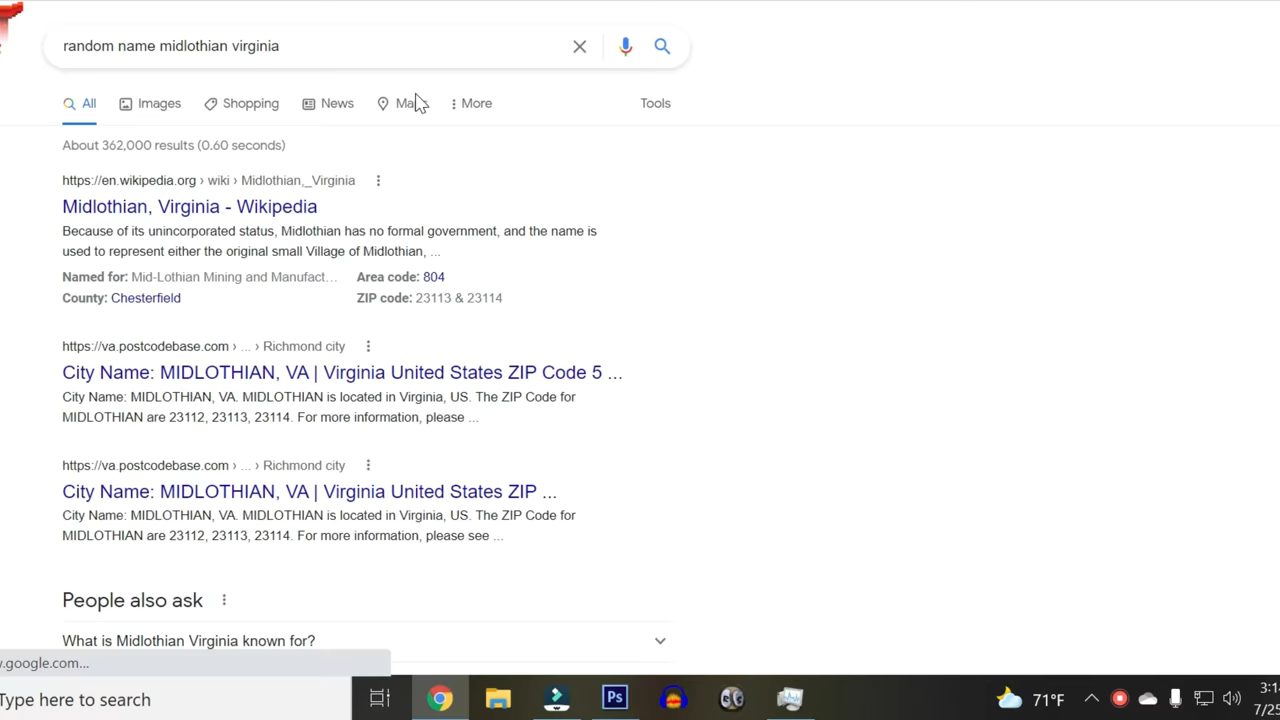 random name midlothian virginia
All Images Shopping News Maps More Tools
About 362,000 results (0.60 seconds)
https://en.wikipedia.org › wiki › Midlothian,_Virginia
Midlothian, Virginia - Wikipedia
Because of its unincorporated status, Midlothian has no formal government, and the name is
used to represent either the original small Village of Midlothian, ...
Named for: Mid-Lothian Mining and Manufact... Area code: 804
County: Chesterfield ZIP code: 23113 & 23114
https://va.postcodebase.com › ... › Richmond city
City Name: MIDLOTHIAN, VA | Virginia United States ZIP Code 5 ...
City Name: MIDLOTHIAN, VA. MIDLOTHIAN is located in Virginia, US. The ZIP Code for
MIDLOTHIAN are 23112, 23113, 23114. For more information, please ...
https://va.postcodebase.com › ... › Richmond city
City Name: MIDLOTHIAN, VA | Virginia United States ZIP ...
City Name: MIDLOTHIAN, VA. MIDLOTHIAN is located in Virginia, US. The ZIP Code for
MIDLOTHIAN are 23112, 23113, 23114. For more information, please see ...
People also ask
What is Midlothian Virginia known for?
.google.com...
Type here to search Ps 71°F 3:1
7/25